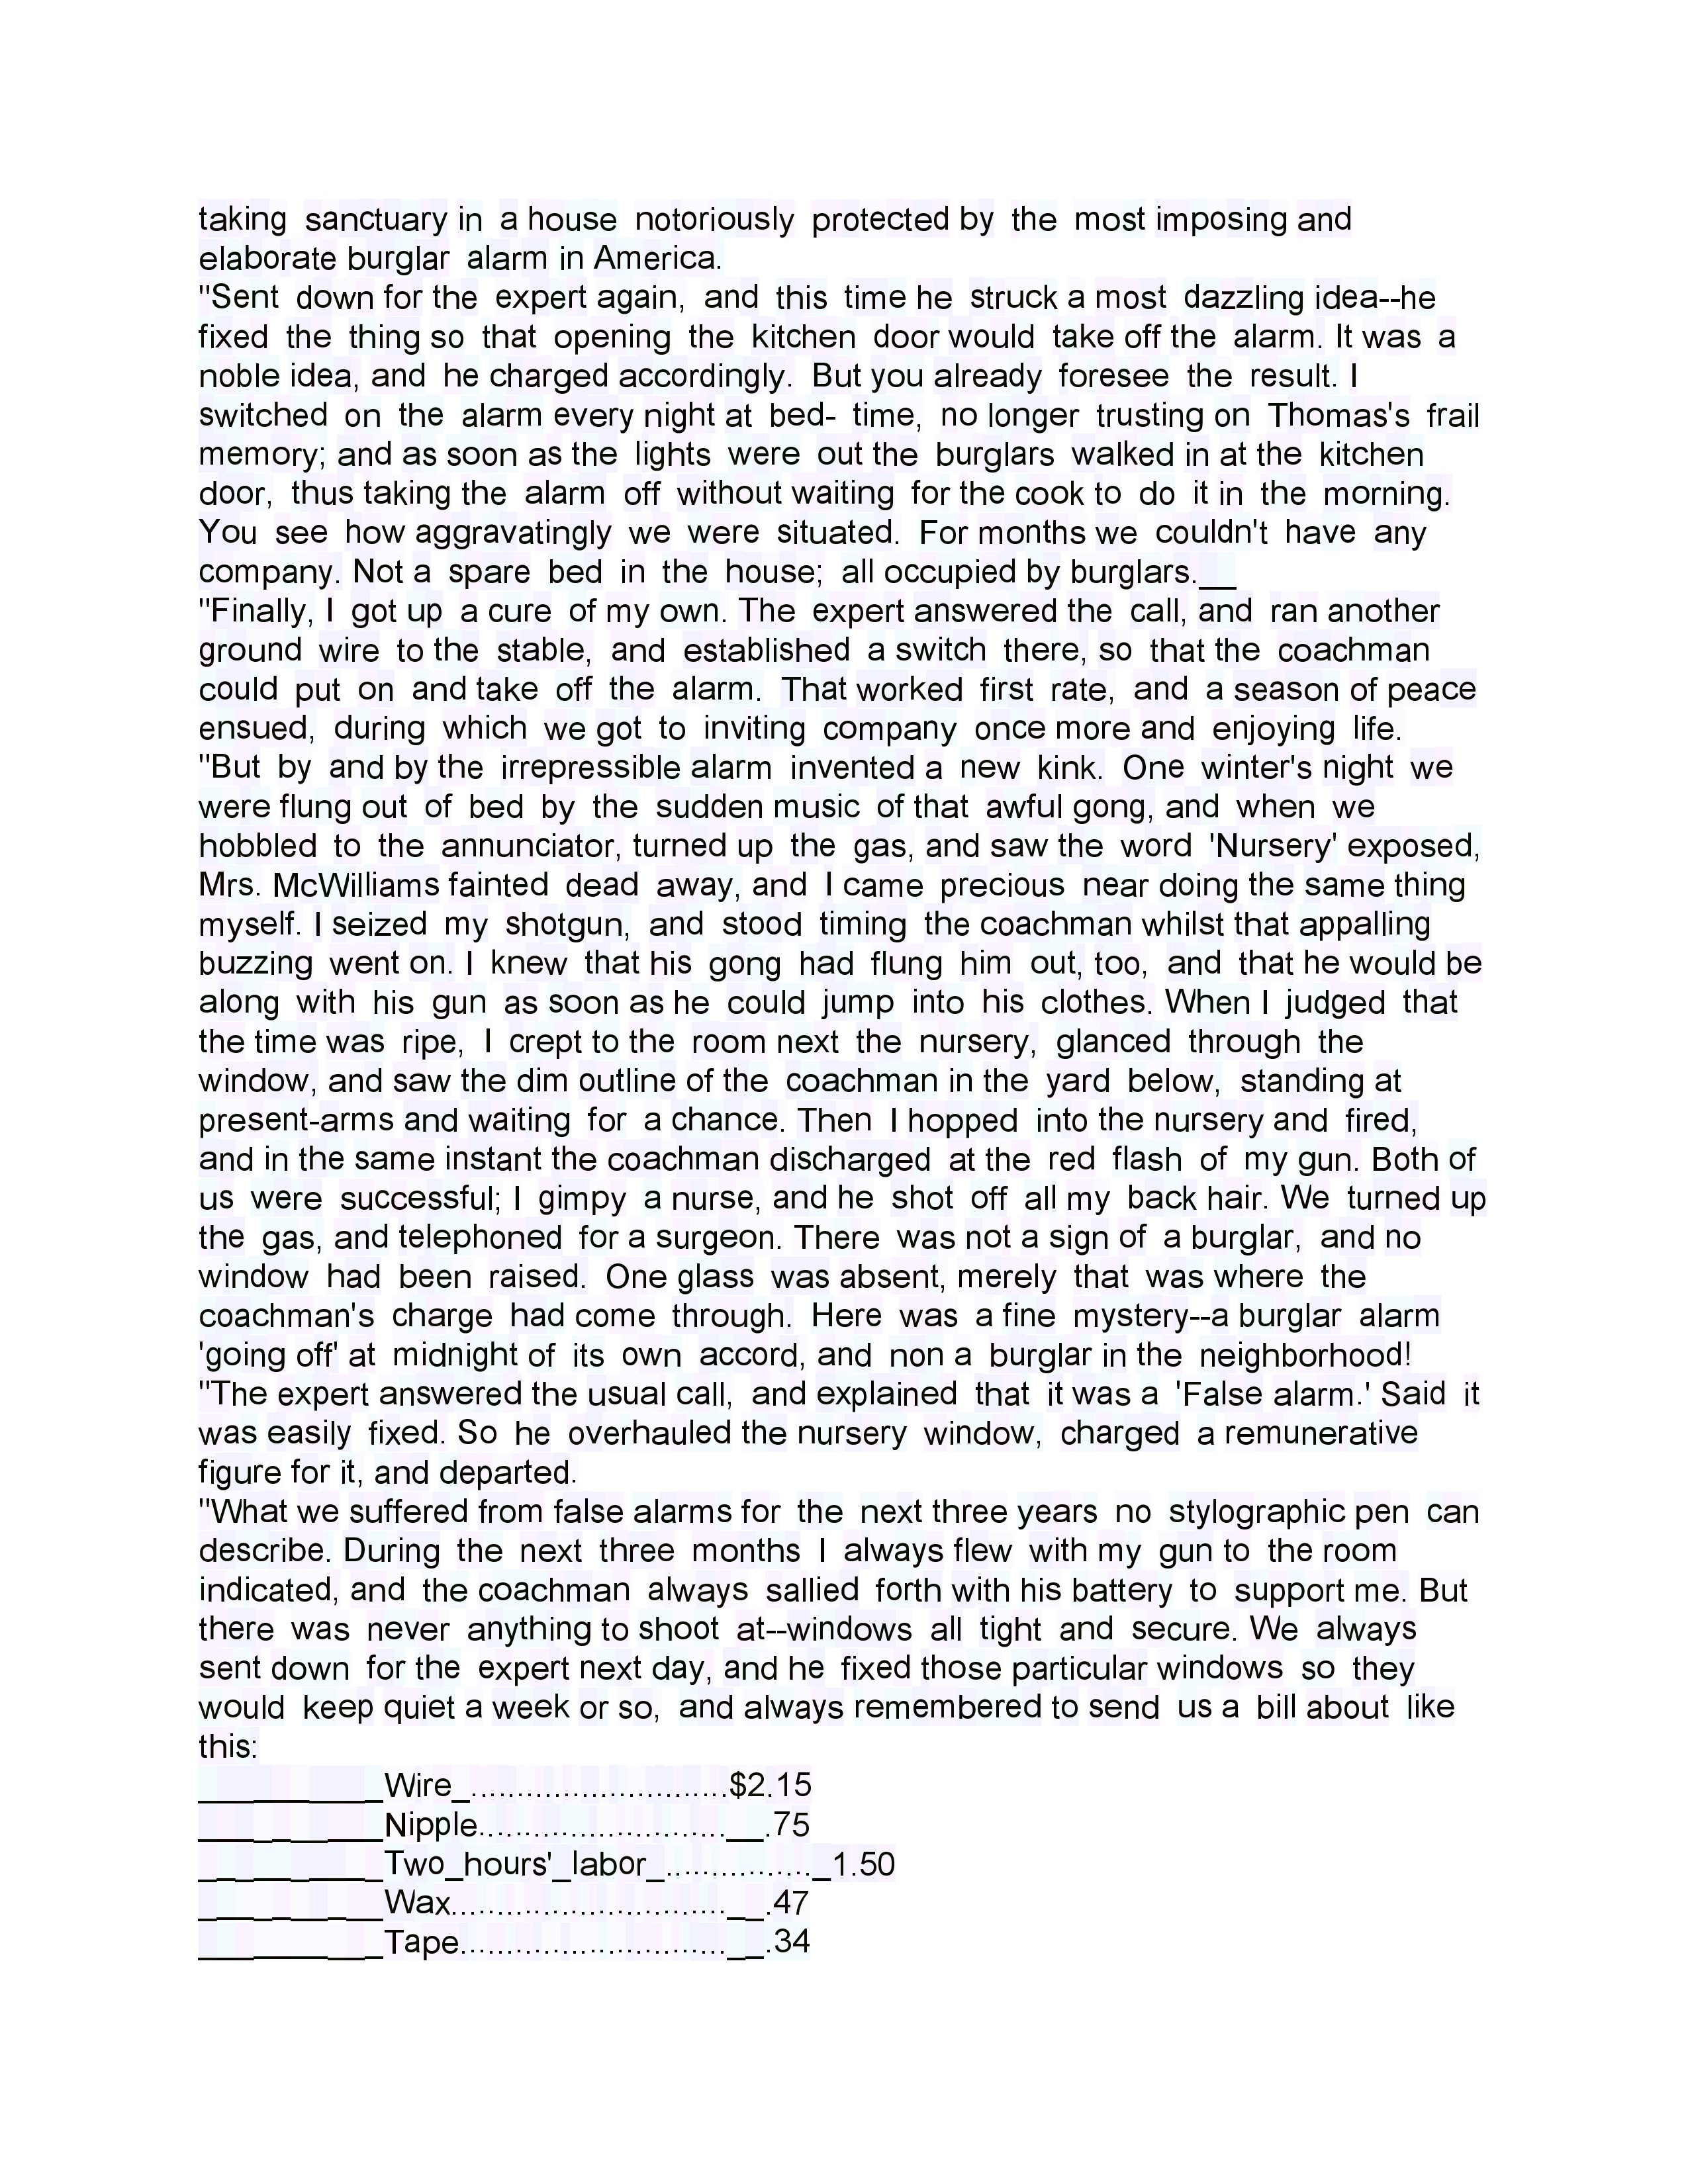 taking sanctuary in a house notoriously protected by the most imposing and
elaborate burglar alarm in America.
"Sent down for the expert again, and this time he struck a most dazzling idea--he
fixed the thing so that opening the kitchen door would take off the alarm. It was a
noble idea, and he charged accordingly. But you already foresee the result. I
switched on the alarm every night at bed- time, no longer trusting on Thomas's frail
memory; and as soon as the lights were out the burglars walked in at the kitchen
door, thus taking the alarm off without waiting for the cook to do it in the morning.
You see how aggravatingly we were situated. For months we couldn't have any
company. Not a spare bed in the house; all occupied by burglars.__
"Finally, I got up a cure of my own. The expert answered the call, and ran another
ground wire to the stable, and established a switch there, so that the coachman
could put on and take off the alarm. That worked first rate, and a season of peace
ensued, during which we got to inviting company once more and enjoying life.
"But by and by the irrepressible alarm invented a new kink. One winter's night we
were flung out of bed by the sudden music of that awful gong, and when we
hobbled to the annunciator, turned up the gas, and saw the word 'Nursery' exposed,
Mrs. McWilliams fainted dead away, and I came precious near doing the same thing
myself. I seized my shotgun, and stood timing the coachman whilst that appalling
buzzing went on. I knew that his gong had flung him out, too, and that he would be
along with his gun as soon as he could jump into his clothes. When I judged that
the time was ripe, I crept to the room next the nursery, glanced through the
window, and saw the dim outline of the coachman in the yard below, standing at
present-arms and waiting for a chance. Then I hopped into the nursery and fired,
and in the same instant the coachman discharged at the red flash of my gun. Both of
us were successful; I gimpy a nurse, and he shot off all my back hair. We turned up
the gas, and telephoned for a surgeon. There was not a sign of a burglar, and no
window had been raised. One glass was absent, merely that was where the
coachman's charge had come through. Here was a fine mystery--a burglar alarm
'going off' at midnight of its own accord, and non a burglar in the neighborhood!
"The expert answered the usual call, and explained that it was a 'False alarm.' Said it
was easily fixed. So he overhauled the nursery window, charged a remunerative
figure for it, and departed.
"What we suffered from false alarms for the next three years no stylographic pen can
describe. During the next three months I always flew with my gun to the room
indicated, and the coachman always sallied forth with his battery to support me. But
there was never anything to shoot at--windows all tight and secure. We always
sent down for the expert next day, and he fixed those particular windows so they
would keep quiet a week or so, and always remembered to send us a bill about like
this:
__________Wire_............................$2.15
__________Nipple...........................__.75
__________Two_hours'_labor_................_1.50
__________Wax..............................__.47
__________Tape.............................__.34